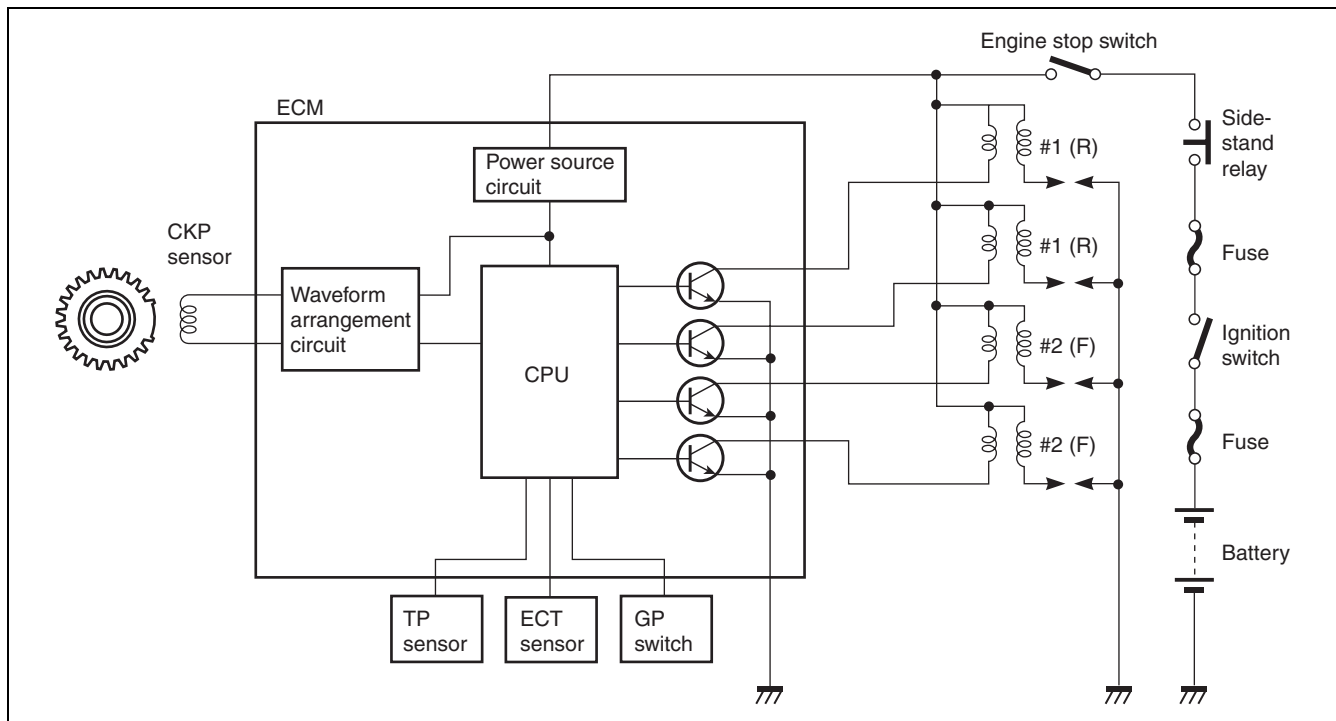 Engine stop switch
ECM
Side-
stand
relay
#1 (R)
Power source
circuit
CKP
sensor
#1 (R)
Fuse
Waveform
arrangement
circuit
CPU
#2 (F)
Ignition
switch
#2 (F)
Fuse
Battery
TP
sensor
ECT
sensor
GP
switch